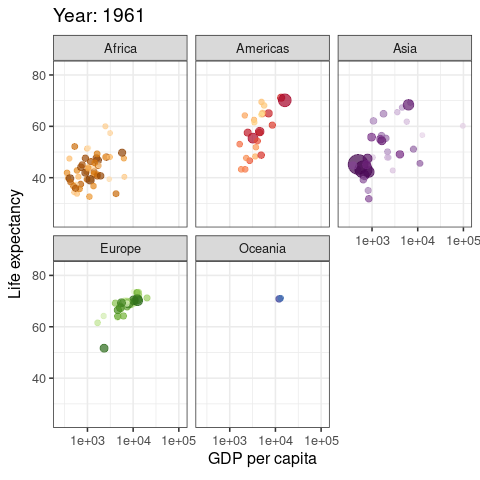 Year: 1961
Africa Americas Asia
80
60
40
1e+03 1e+04 1e+05
Europe Oceania
80
60
40
1e+03 1e+04 1e+05 1e+03 1e+04 1e+05
Life expectancy
GDP per capita